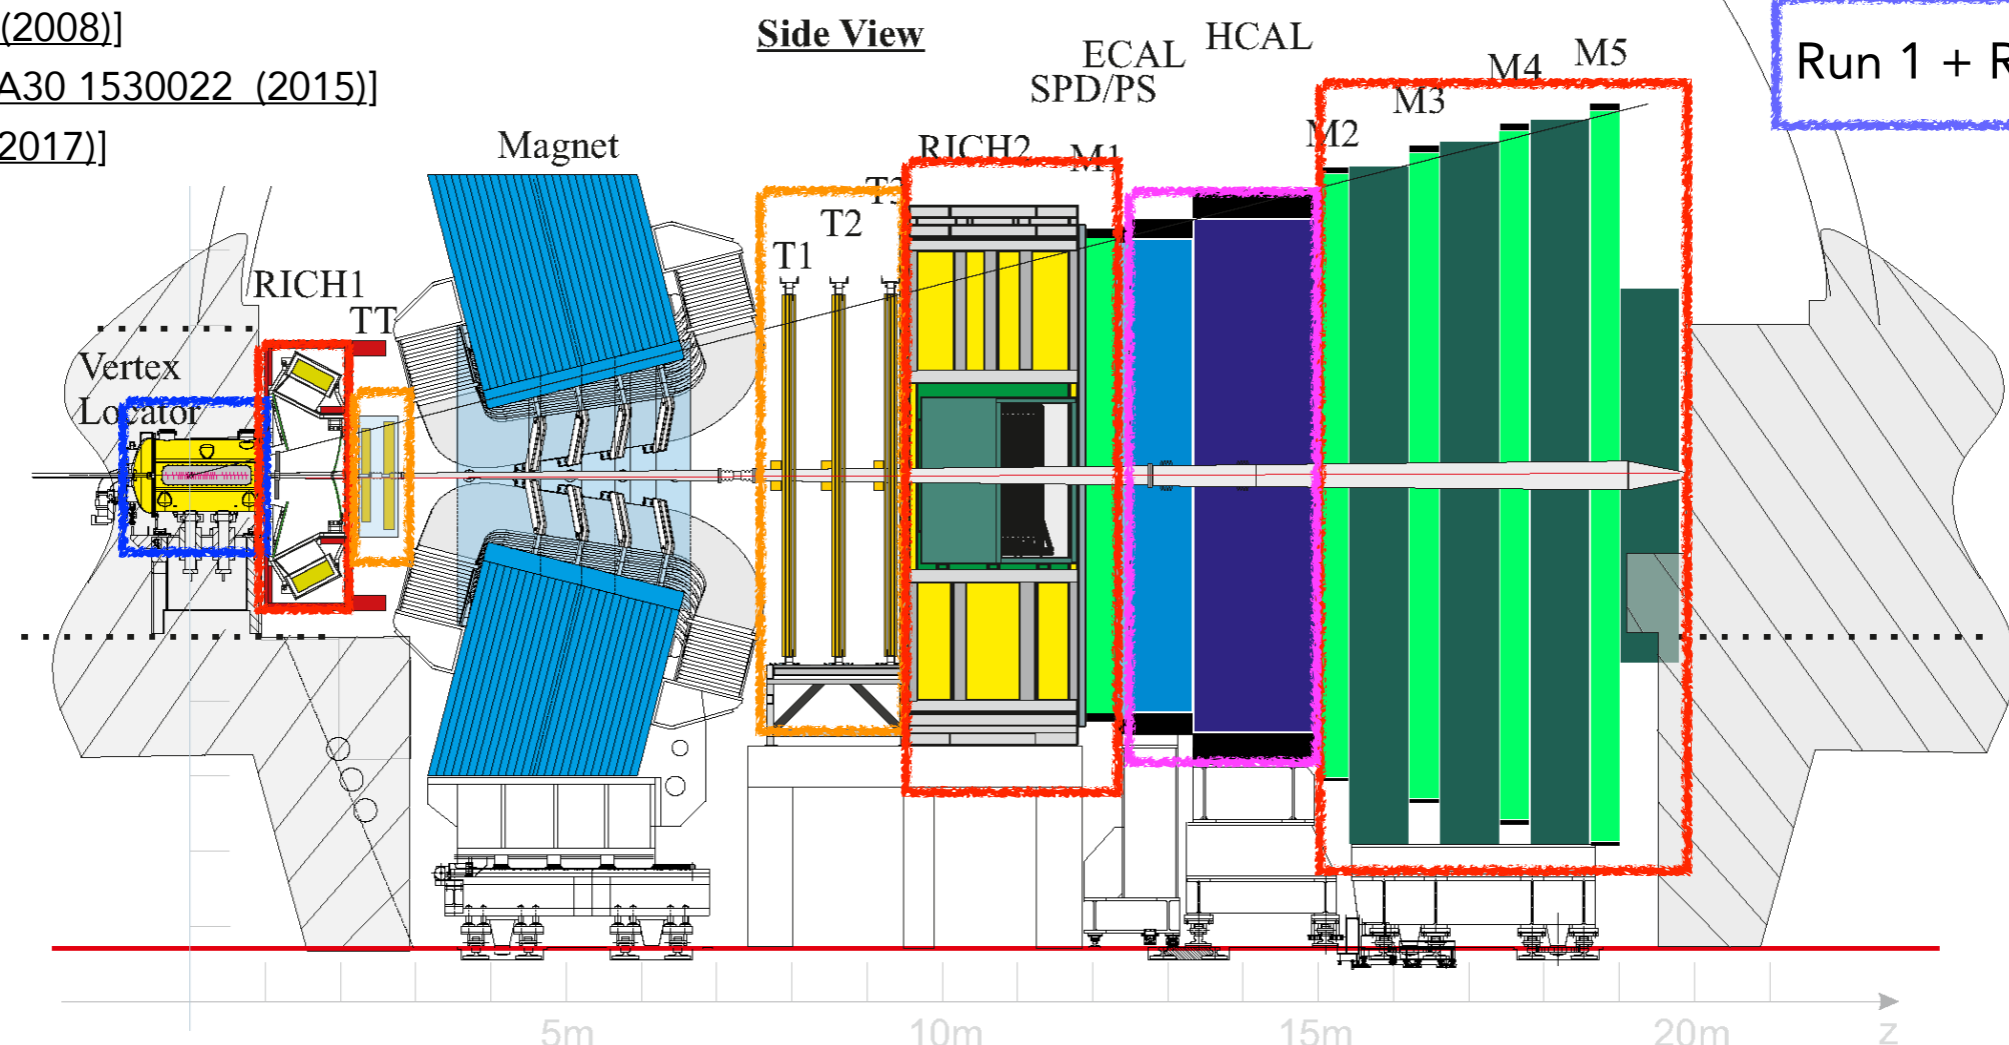 (2008)]
A30 1530022 (2015)]
2017)]
Side View
Run 1 + R
HCAL
ECAL
SPD/PS
M5
M4
M3
M2
M1
RICH2
Magnet
T3
T2
T1
RICH1
TT
Vertex
Locator
5m
10m
15m
20m
z